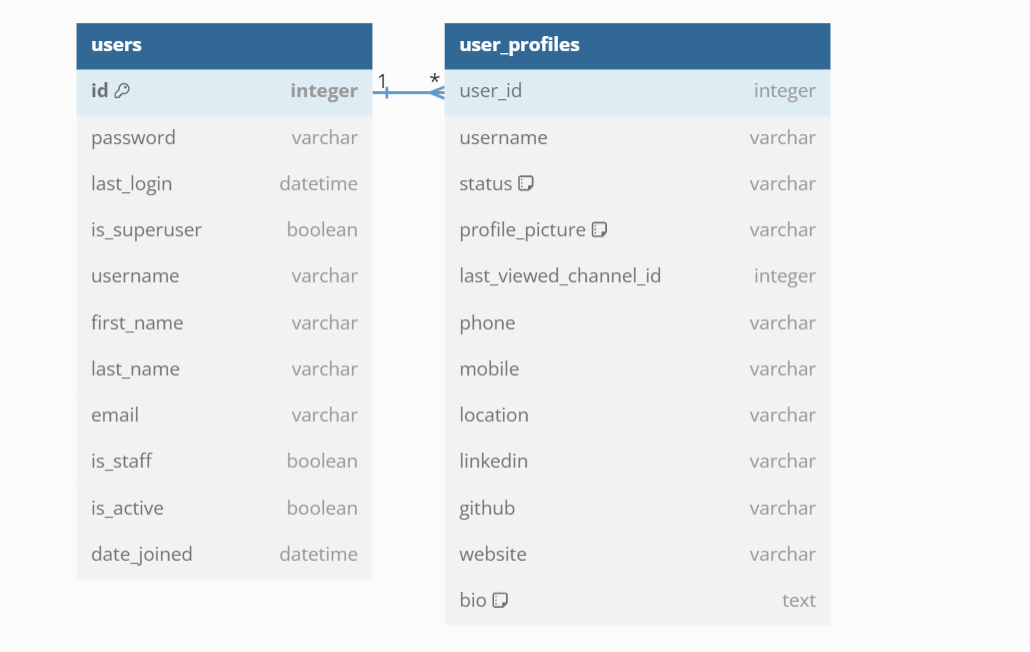 users
id integer
password varchar
last_login datetime
is_superuser boolean
username varchar
first_name varchar
last_name varchar
email varchar
is_staff boolean
is_active boolean
date_joined datetime
1 *
user_profiles
user_id integer
username varchar
status varchar
profile_picture varchar
last_viewed_channel_id integer
phone varchar
mobile varchar
location varchar
linkedin varchar
github varchar
website varchar
bio text